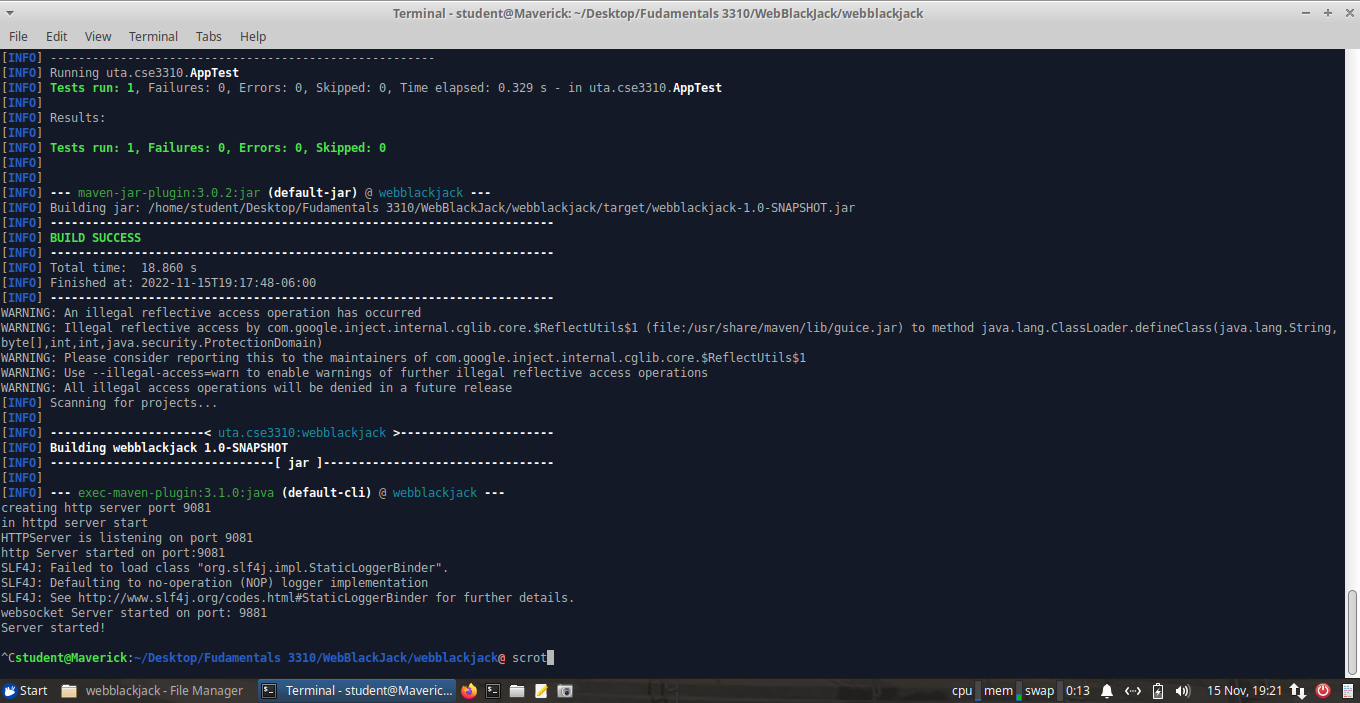 Terminal - student@Maverick: ~/Desktop/Fudamentals 3310/WebBlackJack/webblackjack
File Edit View Terminal Tabs Help
[INFO] -------------------------------------------------------
[INFO] Running uta.cse3310.AppTest
[INFO] Tests run: 1, Failures: 0, Errors: 0, Skipped: 0, Time elapsed: 0.329 s - in uta.cse3310.AppTest
[INFO]
[INFO] Results:
[INFO]
[INFO] Tests run: 1, Failures: 0, Errors: 0, Skipped: 0
[INFO]
[INFO]
[INFO] --- maven-jar-plugin:3.0.2:jar (default-jar) @ webblackjack ---
[INFO] Building jar: /home/student/Desktop/Fudamentals 3310/WebBlackJack/webblackjack/target/webblackjack-1.0-SNAPSHOT.jar
[INFO] ------------------------------------------------------------------------
[INFO] BUILD SUCCESS
[INFO] ------------------------------------------------------------------------
[INFO] Total time:  18.860 s
[INFO] Finished at: 2022-11-15T19:17:48-06:00
[INFO] ------------------------------------------------------------------------
WARNING: An illegal reflective access operation has occurred
WARNING: Illegal reflective access by com.google.inject.internal.cglib.core.$ReflectUtils$1 (file:/usr/share/maven/lib/guice.jar) to method java.lang.ClassLoader.defineClass(java.lang.String,
byte[],int,int,java.security.ProtectionDomain)
WARNING: Please consider reporting this to the maintainers of com.google.inject.internal.cglib.core.$ReflectUtils$1
WARNING: Use --illegal-access=warn to enable warnings of further illegal reflective access operations
WARNING: All illegal access operations will be denied in a future release
[INFO] Scanning for projects...
[INFO]
[INFO] ----------------------< uta.cse3310:webblackjack >----------------------
[INFO] Building webblackjack 1.0-SNAPSHOT
[INFO] --------------------------------[ jar ]---------------------------------
[INFO]
[INFO] --- exec-maven-plugin:3.1.0:java (default-cli) @ webblackjack ---
creating http server port 9081
in httpd server start
HTTPServer is listening on port 9081
http Server started on port:9081
SLF4J: Failed to load class "org.slf4j.impl.StaticLoggerBinder".
SLF4J: Defaulting to no-operation (NOP) logger implementation
SLF4J: See http://www.slf4j.org/codes.html#StaticLoggerBinder for further details.
websocket Server started on port: 9881
Server started!
^Cstudent@Maverick:~/Desktop/Fudamentals 3310/WebBlackJack/webblackjack@ scrot
Start webblackjack - File Manager Terminal - student@Maveric... cpu mem swap 0:13 15 Nov, 19:21